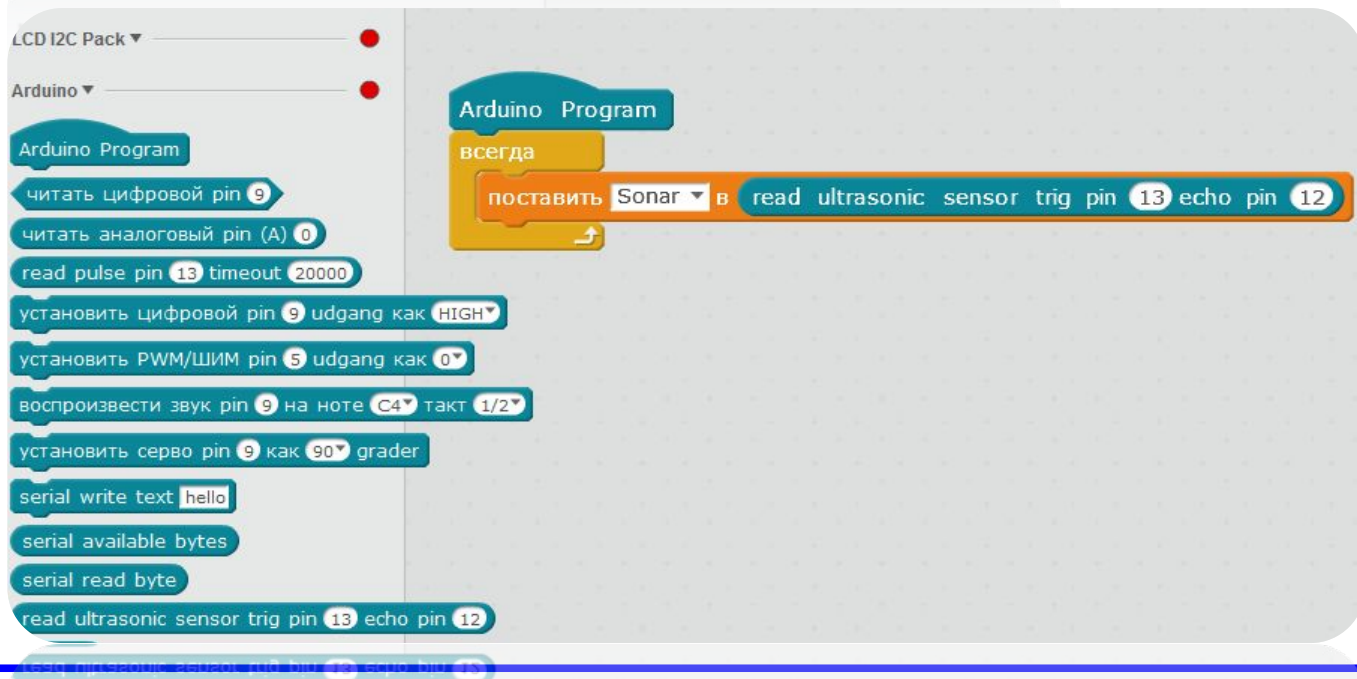 LCD I2C Pack
Arduino
Arduino Program
читать цифровой pin 9
читать аналоговый pin (A) 0
read pulse pin 13 timeout 20000
установить цифровой pin 9 udgang как HIGH
установить PWM/ШИМ pin 5 udgang как 0
воспроизвести звук pin 9 на ноте C4 такт 1/2
установить серво pin 9 как 90 grader
serial write text hello
serial available bytes
serial read byte
read ultrasonic sensor trig pin 13 echo pin 12
Arduino Program
всегда
поставить Sonar в read ultrasonic sensor trig pin 13 echo pin 12